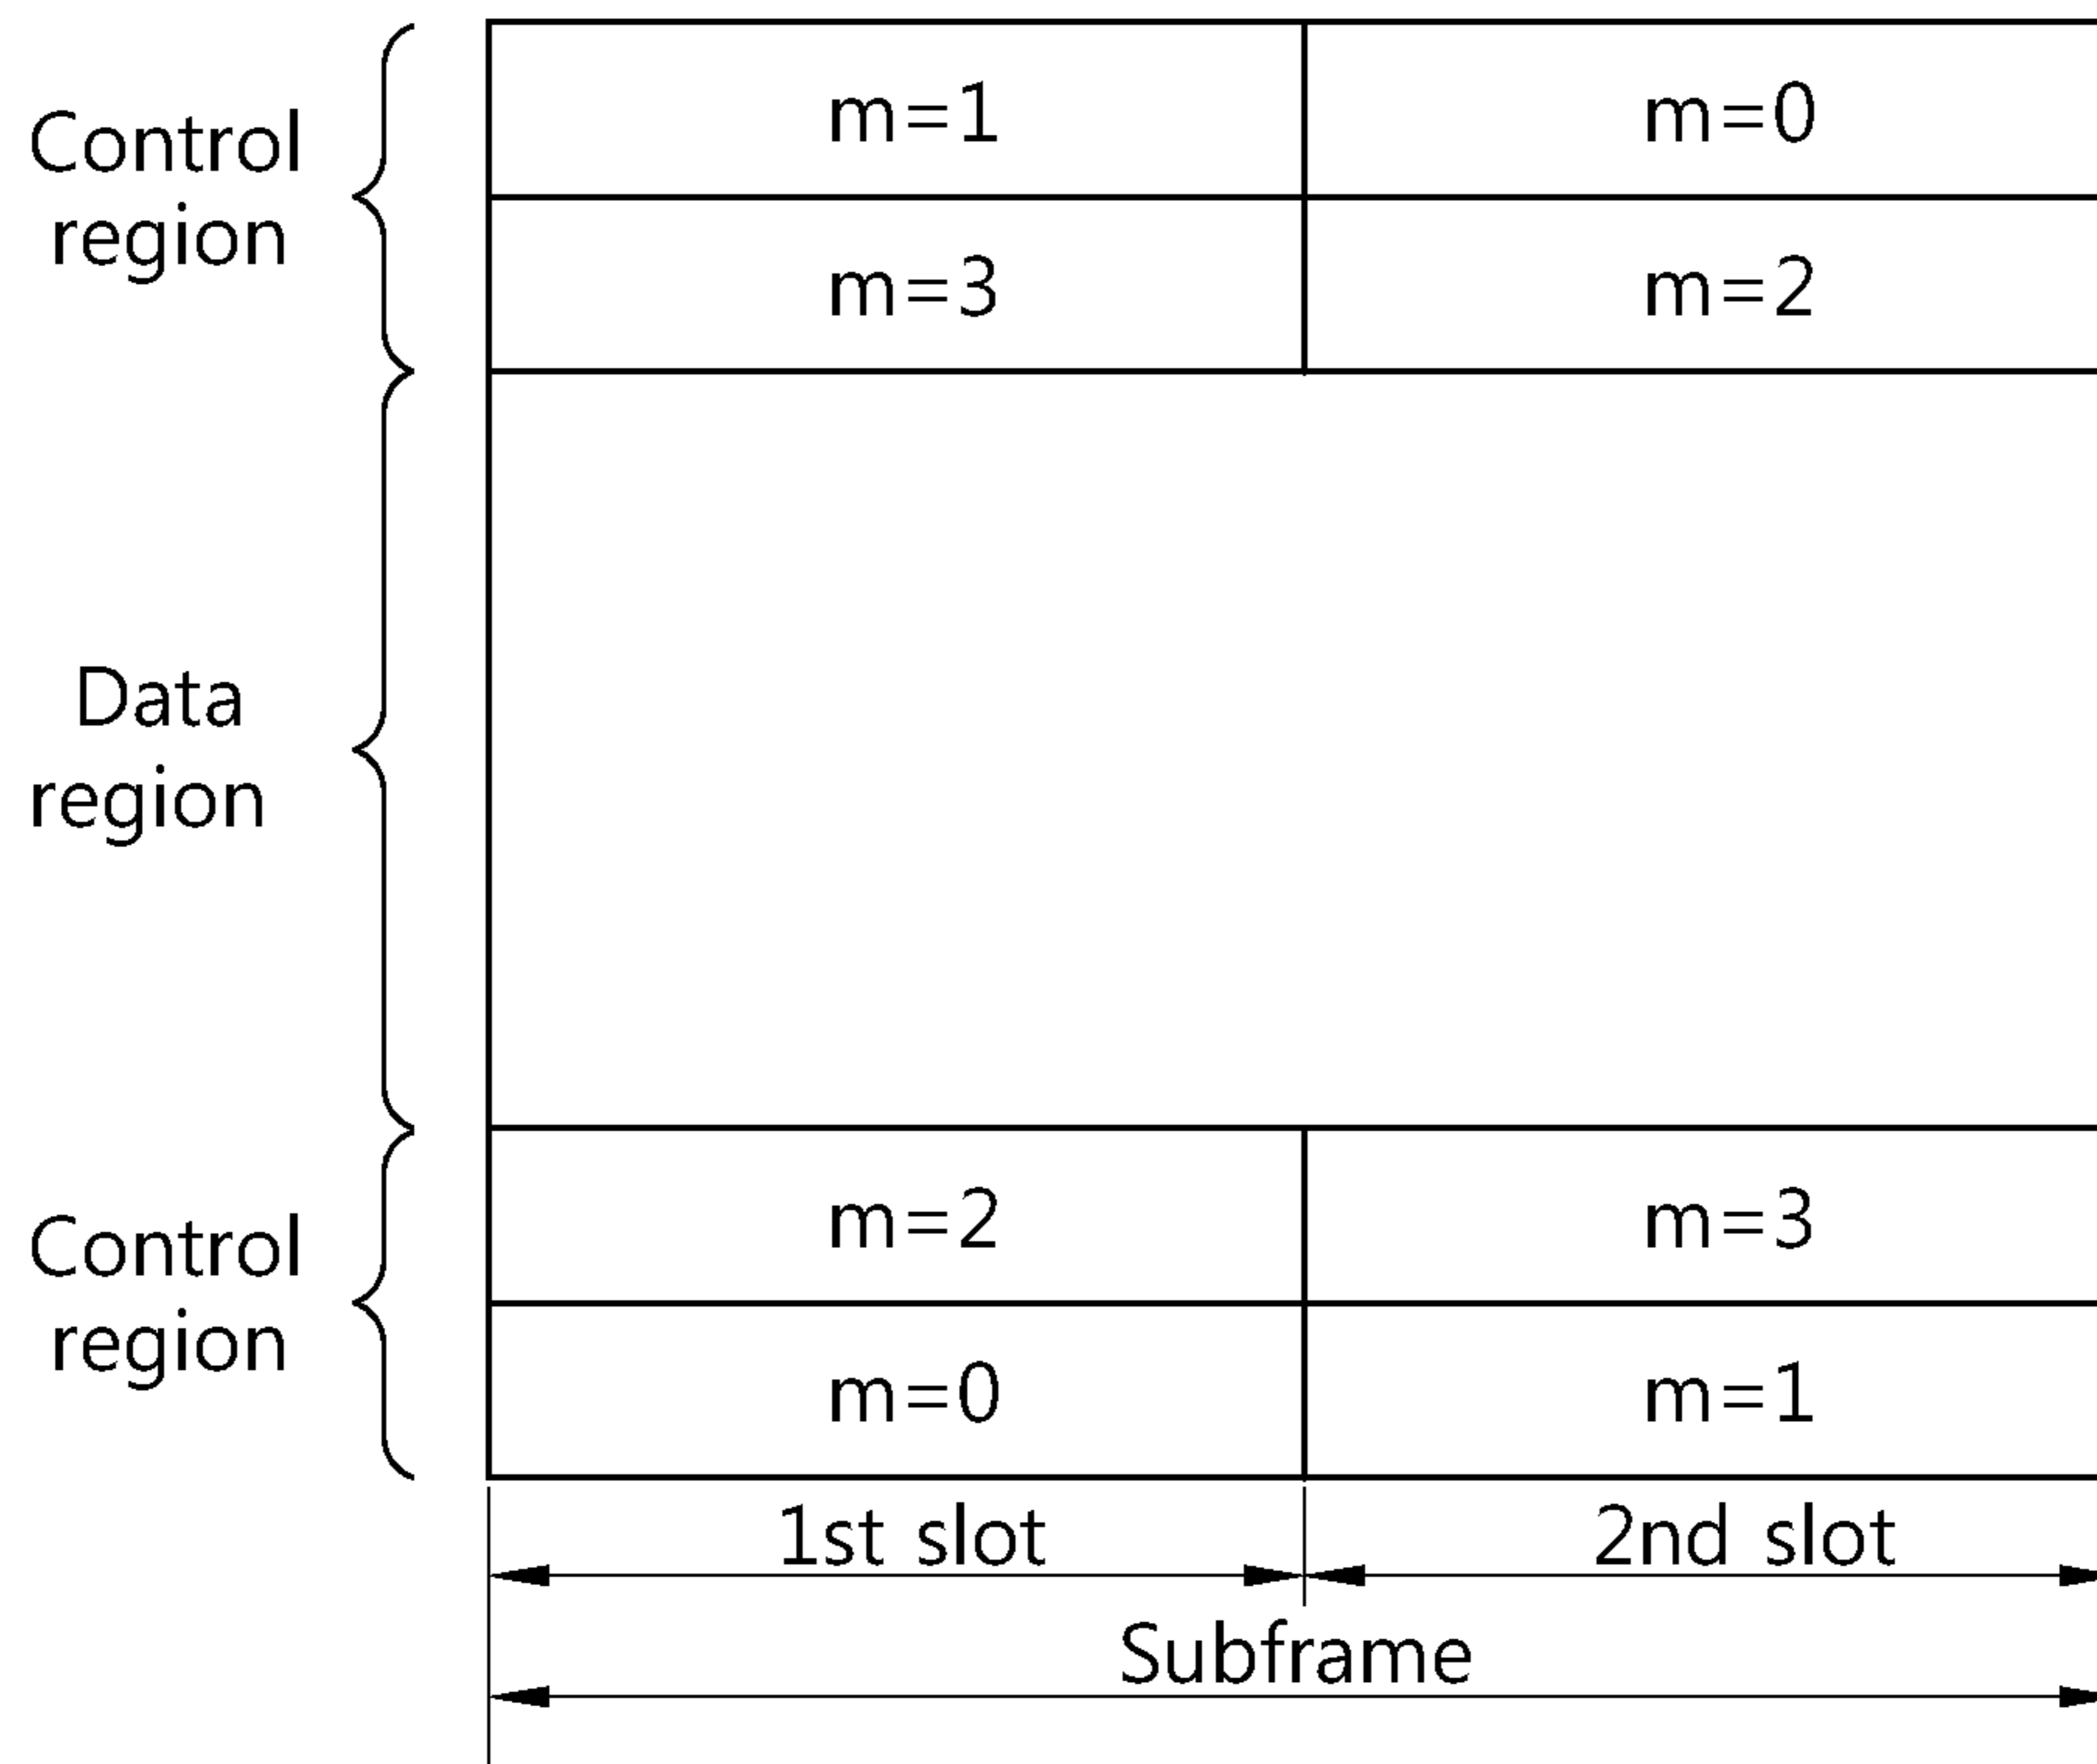 Control
region
m=1
m=0
m=3
m=2
Data
region
Control
region
m=2
m=3
m=0
m=1
1st slot
2nd slot
Subframe